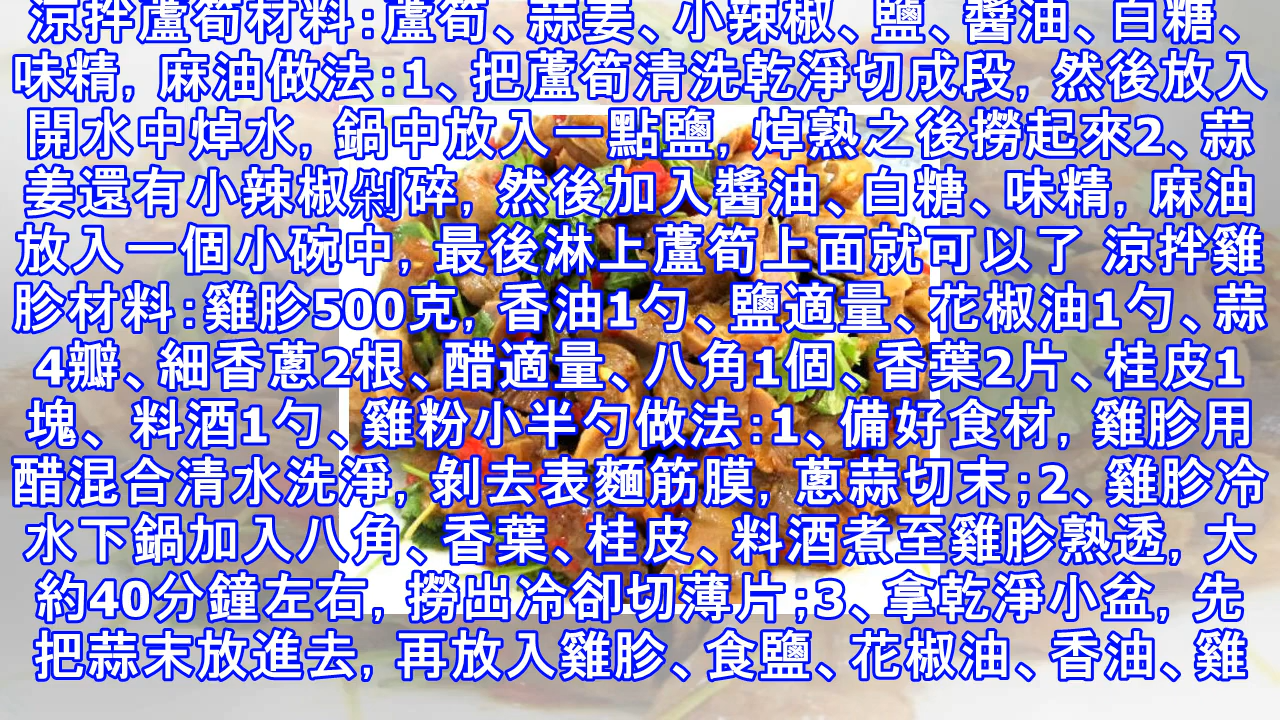 涼拌蘆筍材料:蘆筍、蒜姜、小辣椒、鹽、醬油、白糖、
味精, 麻油做法:1、把蘆筍清洗乾淨切成段, 然後放入
開水中焯水, 鍋中放入一點鹽, 焯熟之後撈起來2、蒜
姜還有小辣椒剁碎, 然後加入醬油、白糖、味精, 麻油
放入一個小碗中, 最後淋上蘆筍上面就可以了 涼拌雞
胗材料:雞胗500克, 香油1勺、鹽適量、花椒油1勺、蒜
4瓣、細香蔥2根、醋適量、八角1個、香葉2片、桂皮1
塊、料酒1勺、雞粉小半勺做法:1、備好食材, 雞胗用
醋混合清水洗淨, 剝去表麵筋膜, 蔥蒜切末;2、雞胗冷
水下鍋加入八角、香葉、桂皮、料酒煮至雞胗熟透, 大
約40分鐘左右, 撈出冷卻切薄片;3、拿乾淨小盆, 先
把蒜末放進去, 再放入雞胗、食鹽、花椒油、香油、雞